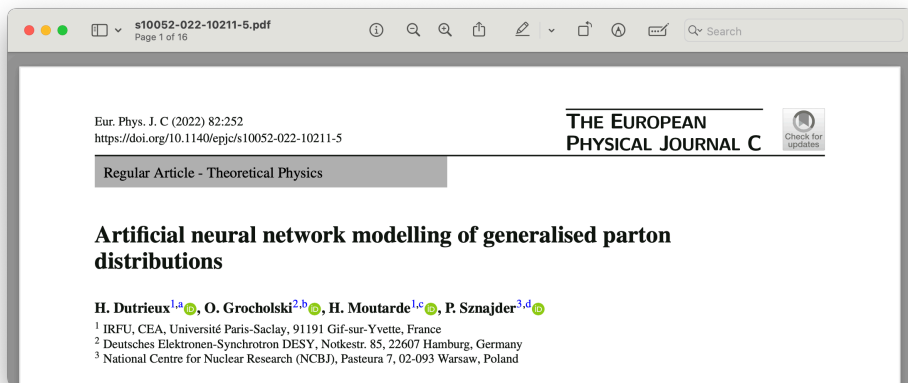 s10052-022-10211-5.pdf
Page 1 of 16
Search
Eur. Phys. J. C (2022) 82:252
https://doi.org/10.1140/epjc/s10052-022-10211-5
THE EUROPEAN
PHYSICAL JOURNAL C
Check for
updates
Regular Article - Theoretical Physics
Artificial neural network modelling of generalised parton
distributions
H. Dutrieux1,a iD, O. Grocholski2,b iD, H. Moutarde1,c iD, P. Sznajder3,d iD
1 IRFU, CEA, Université Paris-Saclay, 91191 Gif-sur-Yvette, France
2 Deutsches Elektronen-Synchrotron DESY, Notkestr. 85, 22607 Hamburg, Germany
3 National Centre for Nuclear Research (NCBJ), Pasteura 7, 02-093 Warsaw, Poland